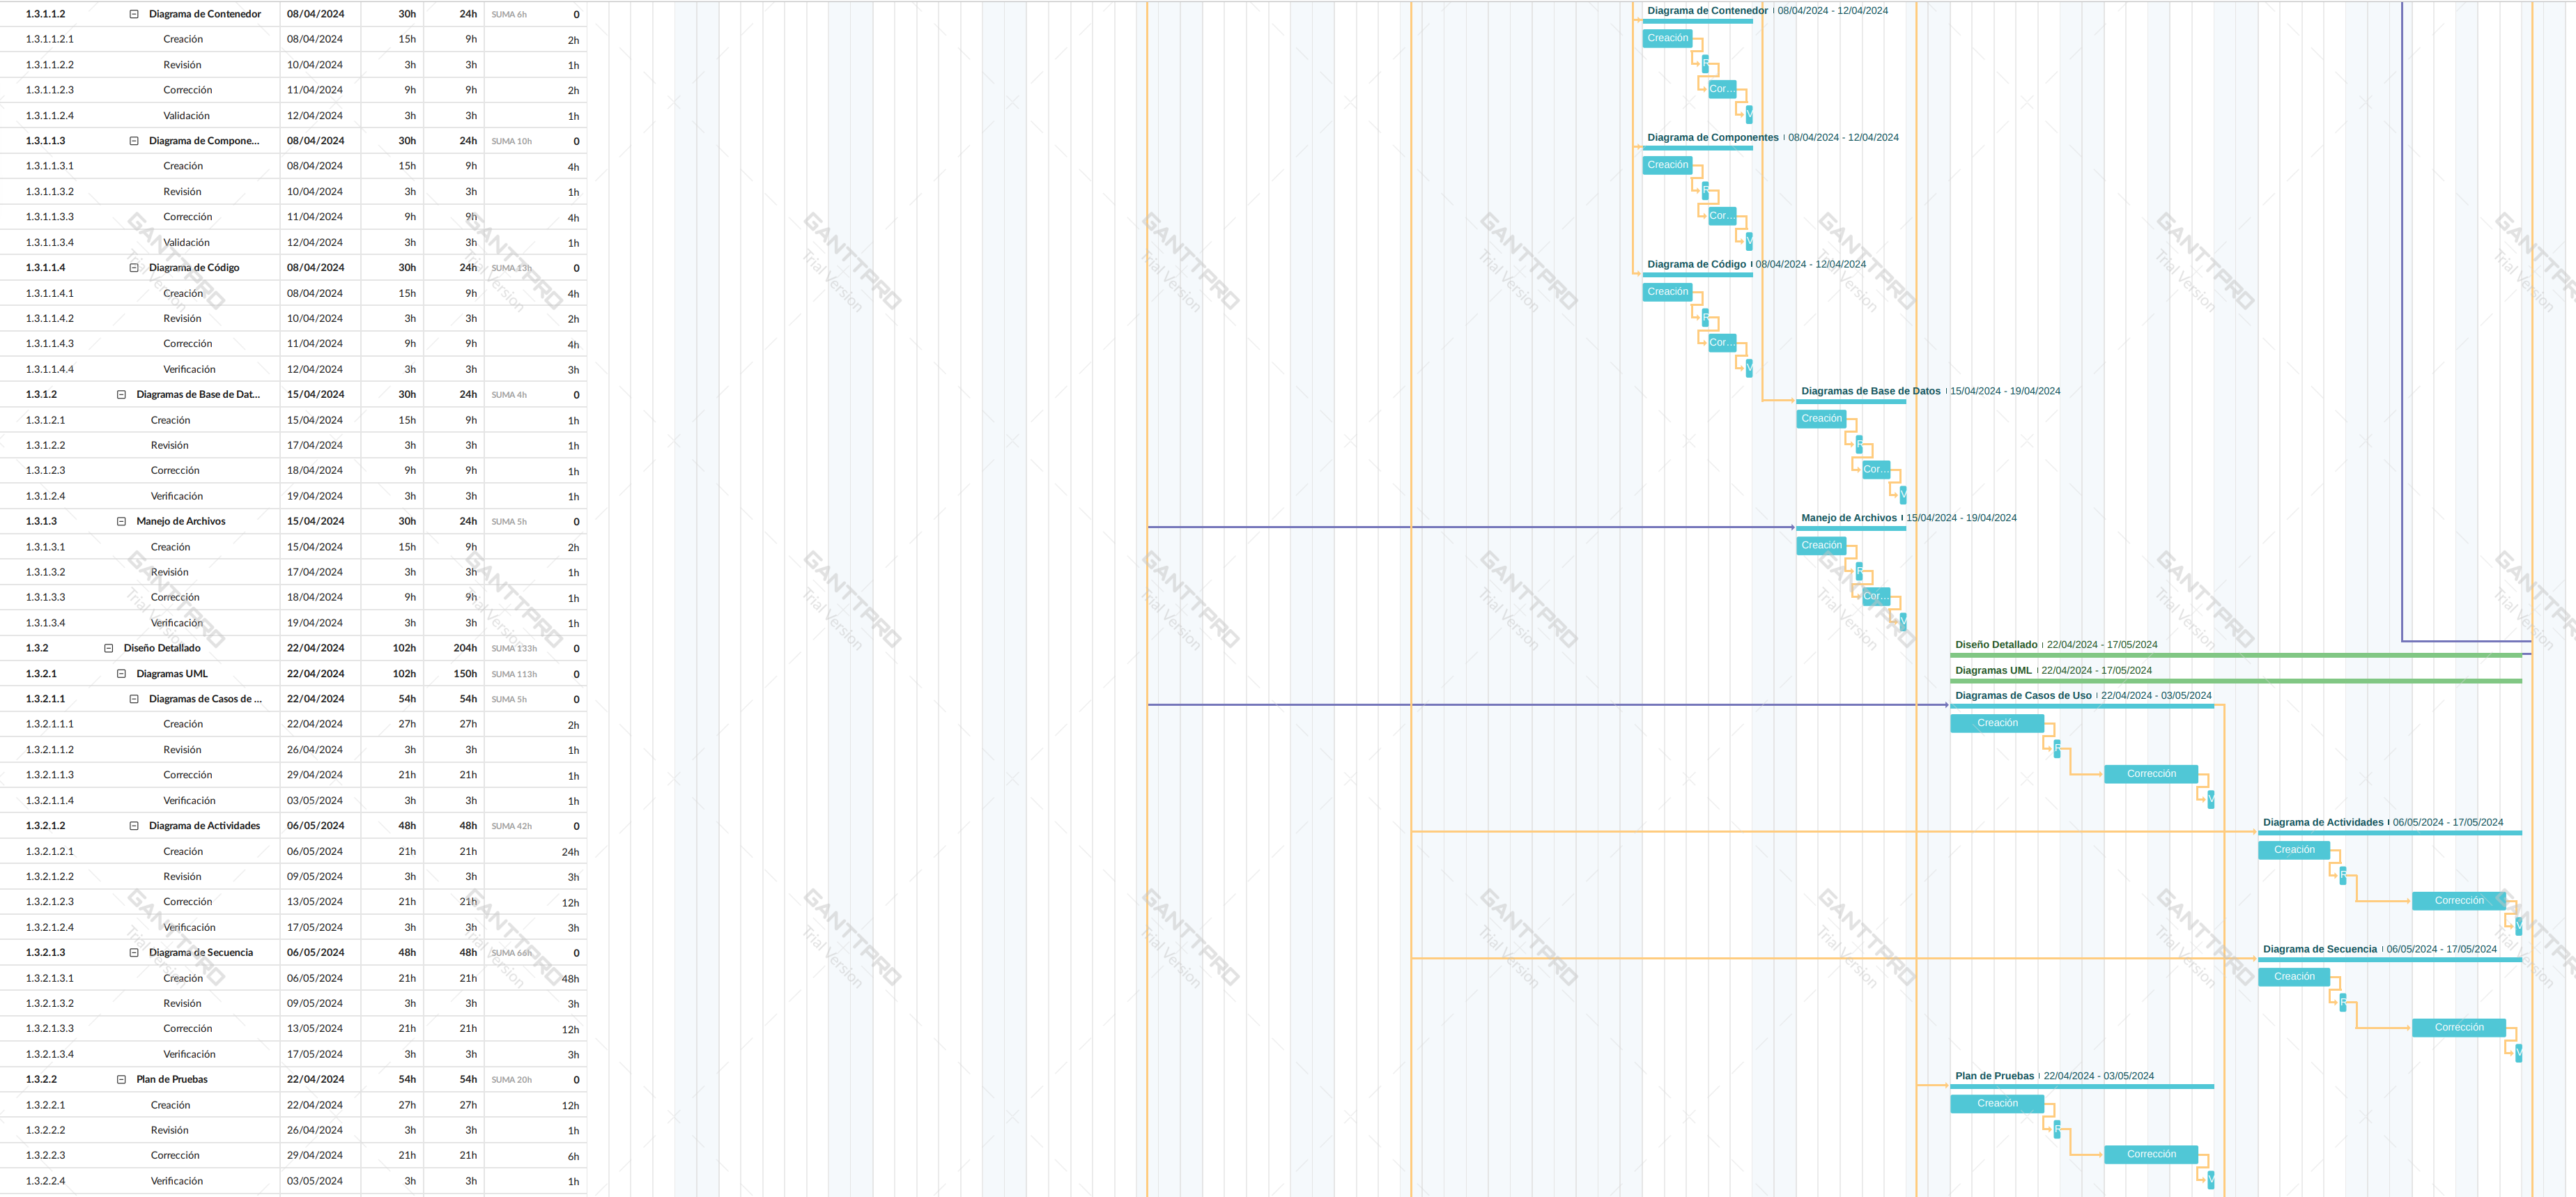 1.3.1.1.2 Diagrama de Contenedor 08/04/2024 30h 24h SUMA 6h 0 Diagrama de Contenedor 08/04/2024 - 12/04/2024
1.3.1.1.2.1 Creación 08/04/2024 15h 9h 2h Creación
1.3.1.1.2.2 Revisión 10/04/2024 3h 3h 1h R
1.3.1.1.2.3 Corrección 11/04/2024 9h 9h 2h Cor...
1.3.1.1.2.4 Validación 12/04/2024 3h 3h 1h V
1.3.1.1.3 Diagrama de Compone... 08/04/2024 30h 24h SUMA 10h 0 Diagrama de Componentes 08/04/2024 - 12/04/2024
1.3.1.1.3.1 Creación 08/04/2024 15h 9h 4h Creación
1.3.1.1.3.2 Revisión 10/04/2024 3h 3h 1h R
1.3.1.1.3.3 Corrección 11/04/2024 9h 9h 4h Cor...
1.3.1.1.3.4 Validación 12/04/2024 3h 3h 1h V
1.3.1.1.4 Diagrama de Código 08/04/2024 30h 24h SUMA 13h 0 Diagrama de Código 08/04/2024 - 12/04/2024
1.3.1.1.4.1 Creación 08/04/2024 15h 9h 4h Creación
1.3.1.1.4.2 Revisión 10/04/2024 3h 3h 2h R
1.3.1.1.4.3 Corrección 11/04/2024 9h 9h 4h Cor...
1.3.1.1.4.4 Verificación 12/04/2024 3h 3h 3h V
1.3.1.2 Diagramas de Base de Dat... 15/04/2024 30h 24h SUMA 4h 0 Diagramas de Base de Datos 15/04/2024 - 19/04/2024
1.3.1.2.1 Creación 15/04/2024 15h 9h 1h Creación
1.3.1.2.2 Revisión 17/04/2024 3h 3h 1h R
1.3.1.2.3 Corrección 18/04/2024 9h 9h 1h Cor...
1.3.1.2.4 Verificación 19/04/2024 3h 3h 1h V
1.3.1.3 Manejo de Archivos 15/04/2024 30h 24h SUMA 5h 0 Manejo de Archivos 15/04/2024 - 19/04/2024
1.3.1.3.1 Creación 15/04/2024 15h 9h 2h Creación
1.3.1.3.2 Revisión 17/04/2024 3h 3h 1h R
1.3.1.3.3 Corrección 18/04/2024 9h 9h 1h Cor...
1.3.1.3.4 Verificación 19/04/2024 3h 3h 1h V
1.3.2 Diseño Detallado 22/04/2024 102h 204h SUMA 133h 0 Diseño Detallado 22/04/2024 - 17/05/2024
1.3.2.1 Diagramas UML 22/04/2024 102h 150h SUMA 113h 0 Diagramas UML 22/04/2024 - 17/05/2024
1.3.2.1.1 Diagramas de Casos de ... 22/04/2024 54h 54h SUMA 5h 0 Diagramas de Casos de Uso 22/04/2024 - 03/05/2024
1.3.2.1.1.1 Creación 22/04/2024 27h 27h 2h Creación
1.3.2.1.1.2 Revisión 26/04/2024 3h 3h 1h R
1.3.2.1.1.3 Corrección 29/04/2024 21h 21h 1h Corrección
1.3.2.1.1.4 Verificación 03/05/2024 3h 3h 1h V
1.3.2.1.2 Diagrama de Actividades 06/05/2024 48h 48h SUMA 42h 0 Diagrama de Actividades 06/05/2024 - 17/05/2024
1.3.2.1.2.1 Creación 06/05/2024 21h 21h 24h Creación
1.3.2.1.2.2 Revisión 09/05/2024 3h 3h 3h R
1.3.2.1.2.3 Corrección 13/05/2024 21h 21h 12h Corrección
1.3.2.1.2.4 Verificación 17/05/2024 3h 3h 3h V
1.3.2.1.3 Diagrama de Secuencia 06/05/2024 48h 48h SUMA 66h 0 Diagrama de Secuencia 06/05/2024 - 17/05/2024
1.3.2.1.3.1 Creación 06/05/2024 21h 21h 48h Creación
1.3.2.1.3.2 Revisión 09/05/2024 3h 3h 3h R
1.3.2.1.3.3 Corrección 13/05/2024 21h 21h 12h Corrección
1.3.2.1.3.4 Verificación 17/05/2024 3h 3h 3h V
1.3.2.2 Plan de Pruebas 22/04/2024 54h 54h SUMA 20h 0 Plan de Pruebas 22/04/2024 - 03/05/2024
1.3.2.2.1 Creación 22/04/2024 27h 27h 12h Creación
1.3.2.2.2 Revisión 26/04/2024 3h 3h 1h R
1.3.2.2.3 Corrección 29/04/2024 21h 21h 6h Corrección
1.3.2.2.4 Verificación 03/05/2024 3h 3h 1h V
GANTTPRO
Trial Version